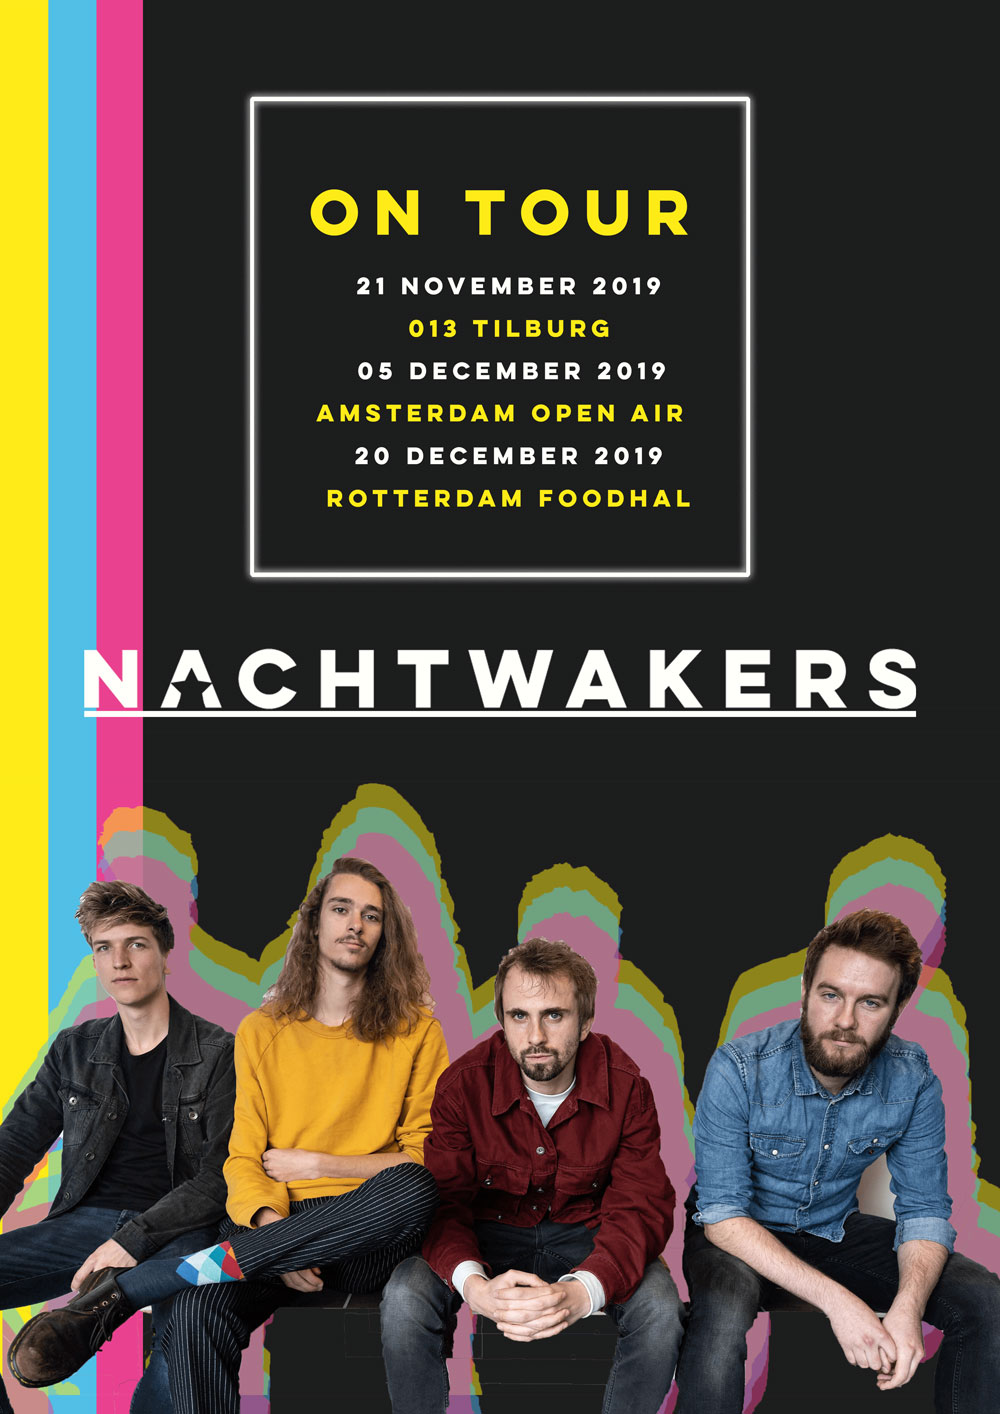 ON TOUR
21 NOVEMBER 2019
013 TILBURG
05 DECEMBER 2019
AMSTERDAM OPEN AIR
20 DECEMBER 2019
ROTTERDAM FOODHAL
NACHTWAKERS